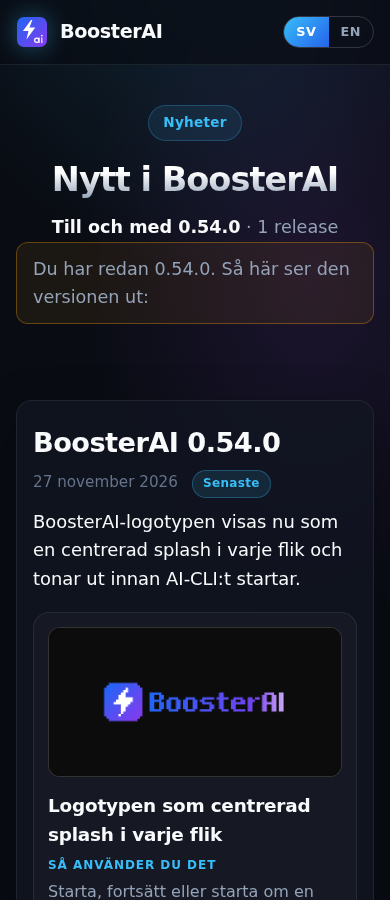 ai BoosterAI SV EN
Nyheter
Nytt i BoosterAI
Till och med 0.54.0 · 1 release
Du har redan 0.54.0. Så här ser den
versionen ut:
BoosterAI 0.54.0
27 november 2026 Senaste
BoosterAI-logotypen visas nu som
en centrerad splash i varje flik och
tonar ut innan AI-CLI:t startar.
BoosterAI
Logotypen som centrerad
splash i varje flik
SÅ ANVÄNDER DU DET
Starta, fortsätt eller starta om en